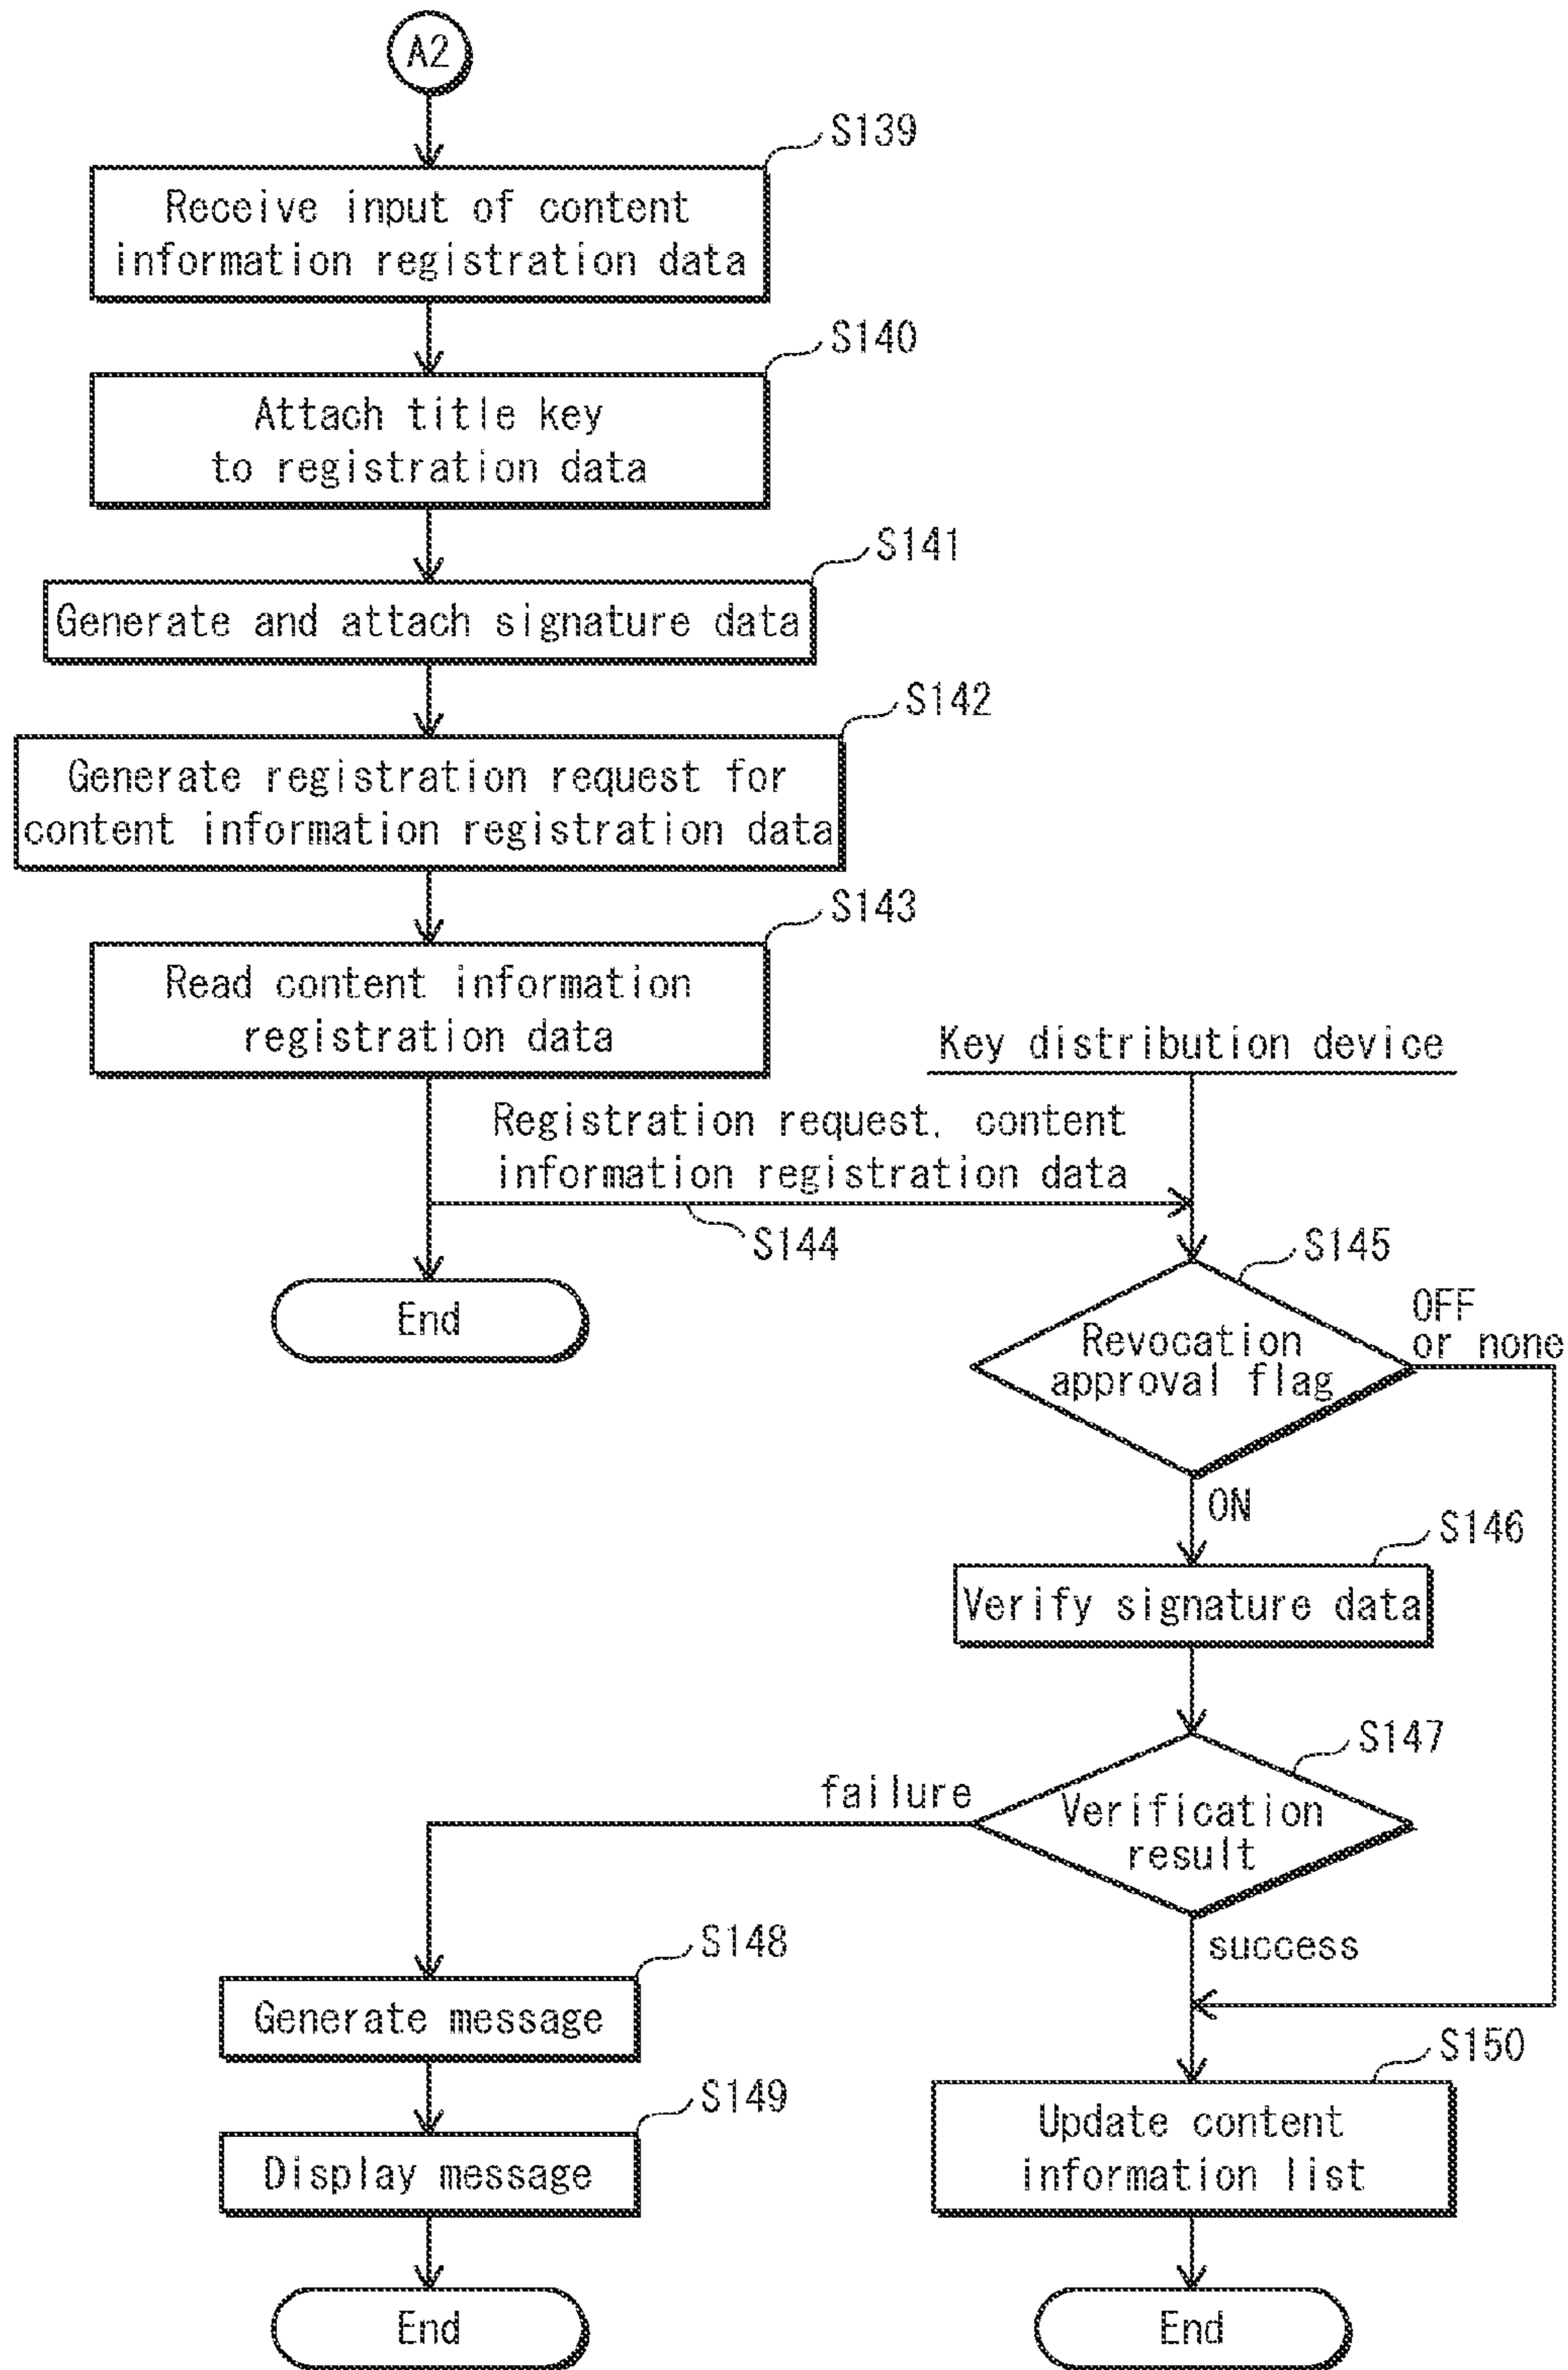 A2
S139
Receive input of content
information registration data
S140
Attach title key
to registration data
S141
Generate and attach signature data
S142
Generate registration request for
content information registration data
S143
Read content information
registration data
Key distribution device
Registration request, content
information registration data
S144
S145
End
Revocation
approval flag
OFF
or none
ON
S146
Verify signature data
S147
failure
Verification
result
success
S148
Generate message
S149
Display message
S150
Update content
information list
End
End